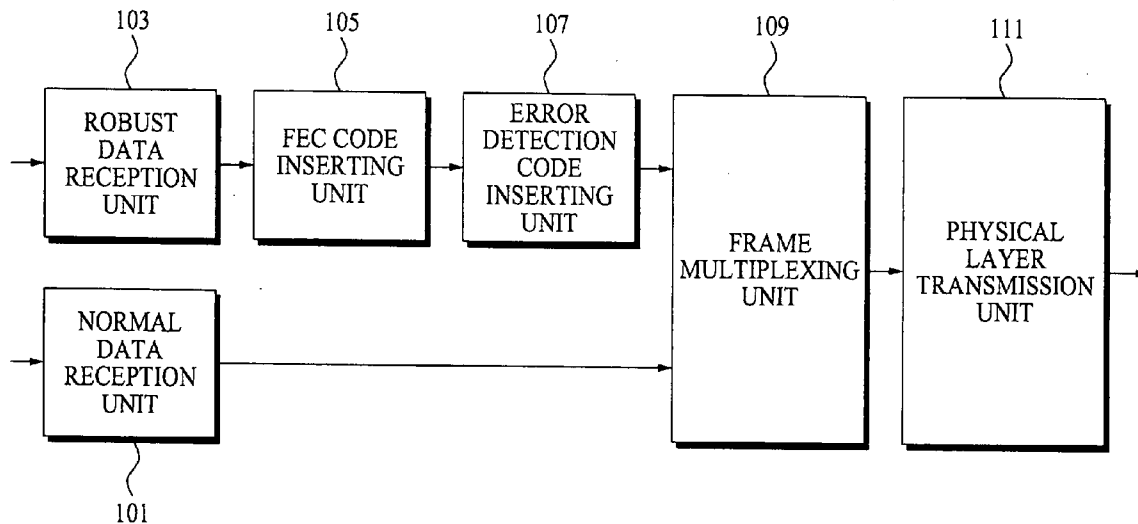 103
105
107
109
111
ROBUST
DATA
RECEPTION
UNIT
FEC CODE
INSERTING
UNIT
ERROR
DETECTION
CODE
INSERTING
UNIT
FRAME
MULTIPLEXING
UNIT
PHYSICAL
LAYER
TRANSMISSION
UNIT
NORMAL
DATA
RECEPTION
UNIT
101